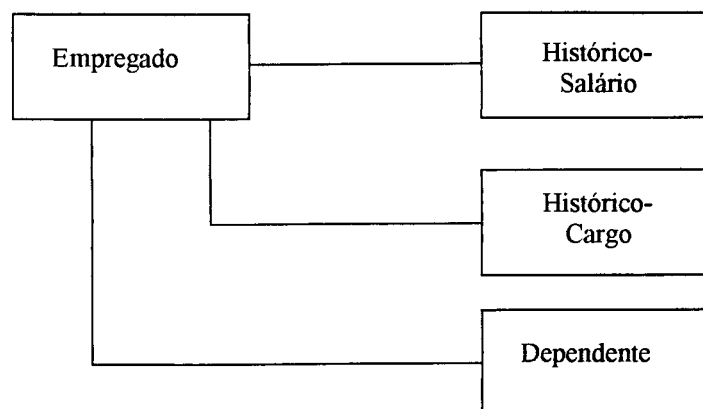 Empregado
Histórico-
Salário
Histórico-
Cargo
Dependente